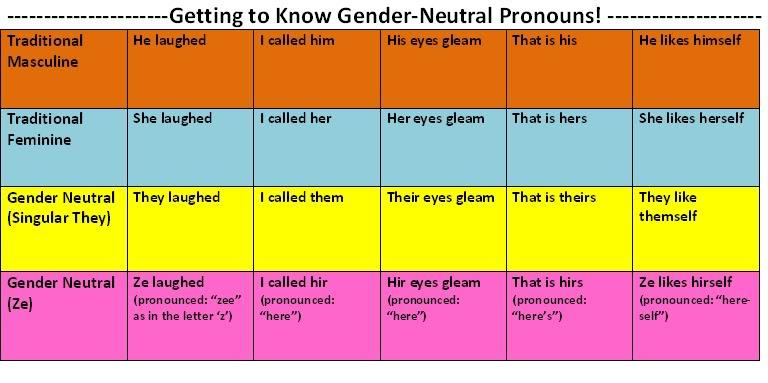 -----------------------Getting to Know Gender-Neutral Pronouns! ----------------------
Traditional Masculine He laughed I called him His eyes gleam That is his He likes himself
Traditional Feminine She laughed I called her Her eyes gleam That is hers She likes herself
Gender Neutral (Singular They) They laughed I called them Their eyes gleam That is theirs They like themself
Gender Neutral (Ze) Ze laughed (pronounced: “zee” as in the letter ‘z’) I called hir (pronounced: “here”) Hir eyes gleam (pronounced: “here”) That is hirs (pronounced: “here’s”) Ze likes hirself (pronounced: “here-self”)